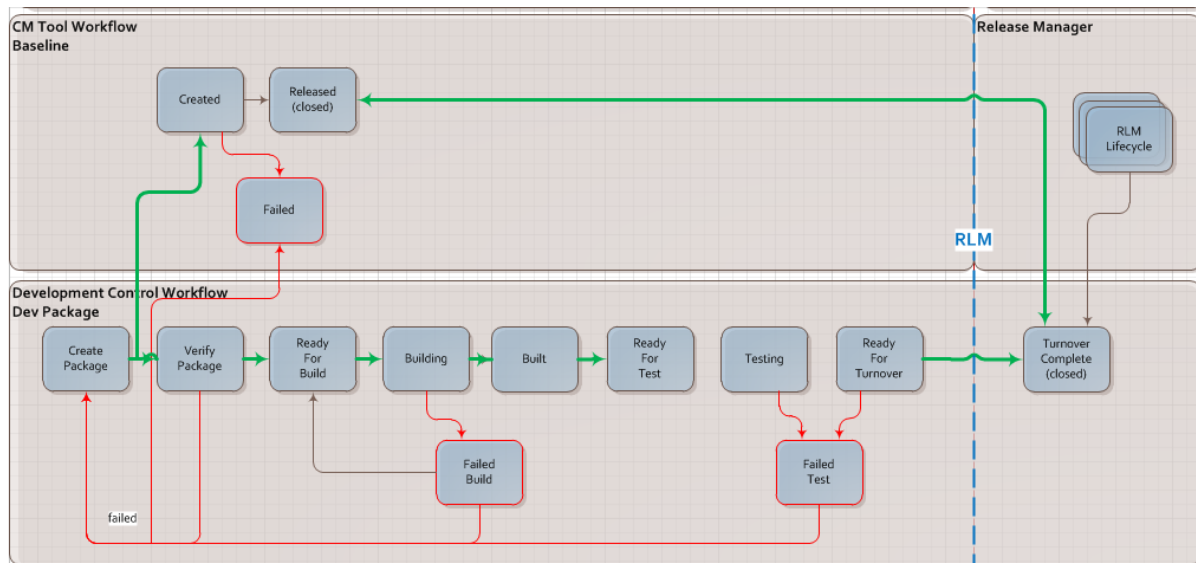 CM Tool Workflow
Baseline
Release Manager
Created
Released
(closed)
RLM
Lifecycle
Failed
RLM
Development Control Workflow
Dev Package
Create
Package
Verify
Package
Ready
For
Build
Building
Built
Ready
For
Test
Testing
Ready
For
Turnover
Turnover
Complete
(closed)
Failed
Build
Failed
Test
failed